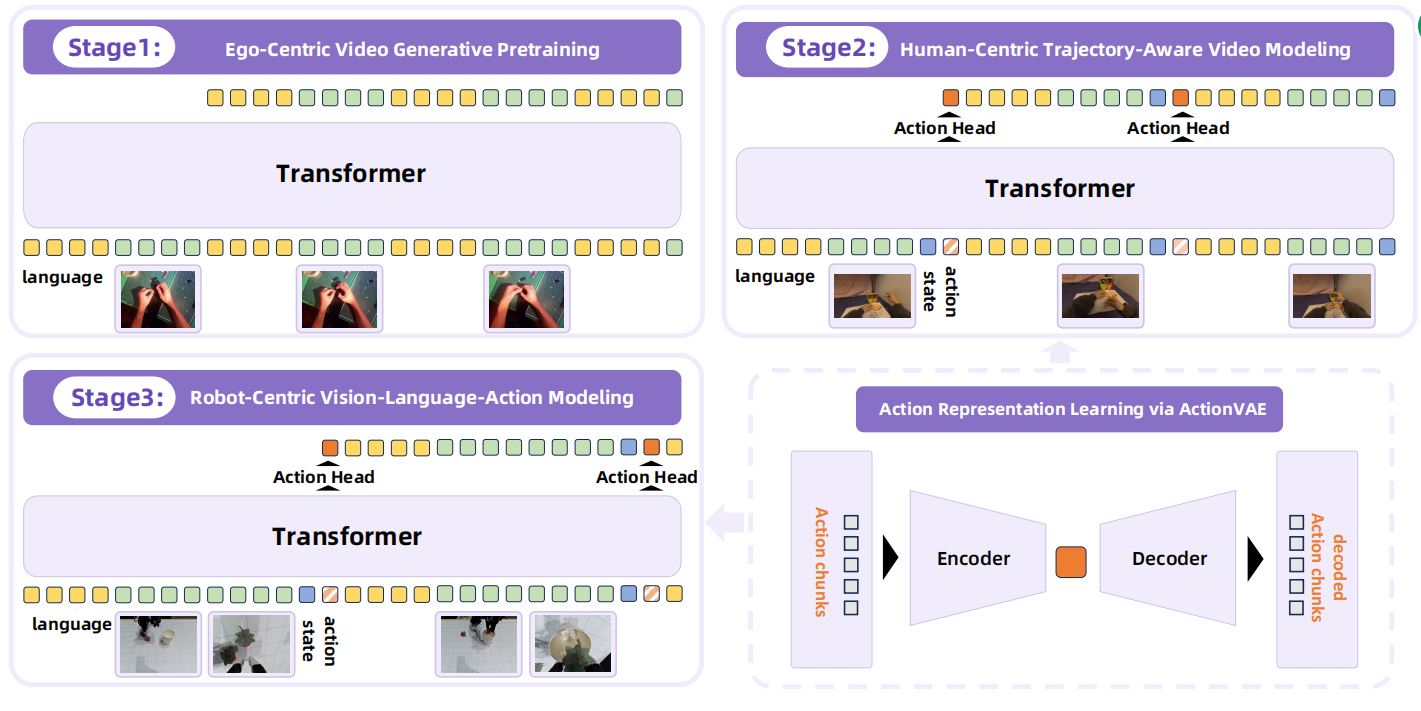 Stage1:
Ego-Centric Video Generative Pretraining
Transformer
language
Stage2:
Human-Centric Trajectory-Aware Video Modeling
Action Head
Action Head
Transformer
language
state
action
Stage3:
Robot-Centric Vision-Language-Action Modeling
Action Head
Action Head
Transformer
language
state
action
Action Representation Learning via ActionVAE
Action chunks
Encoder
Decoder
decoded
Action chunks